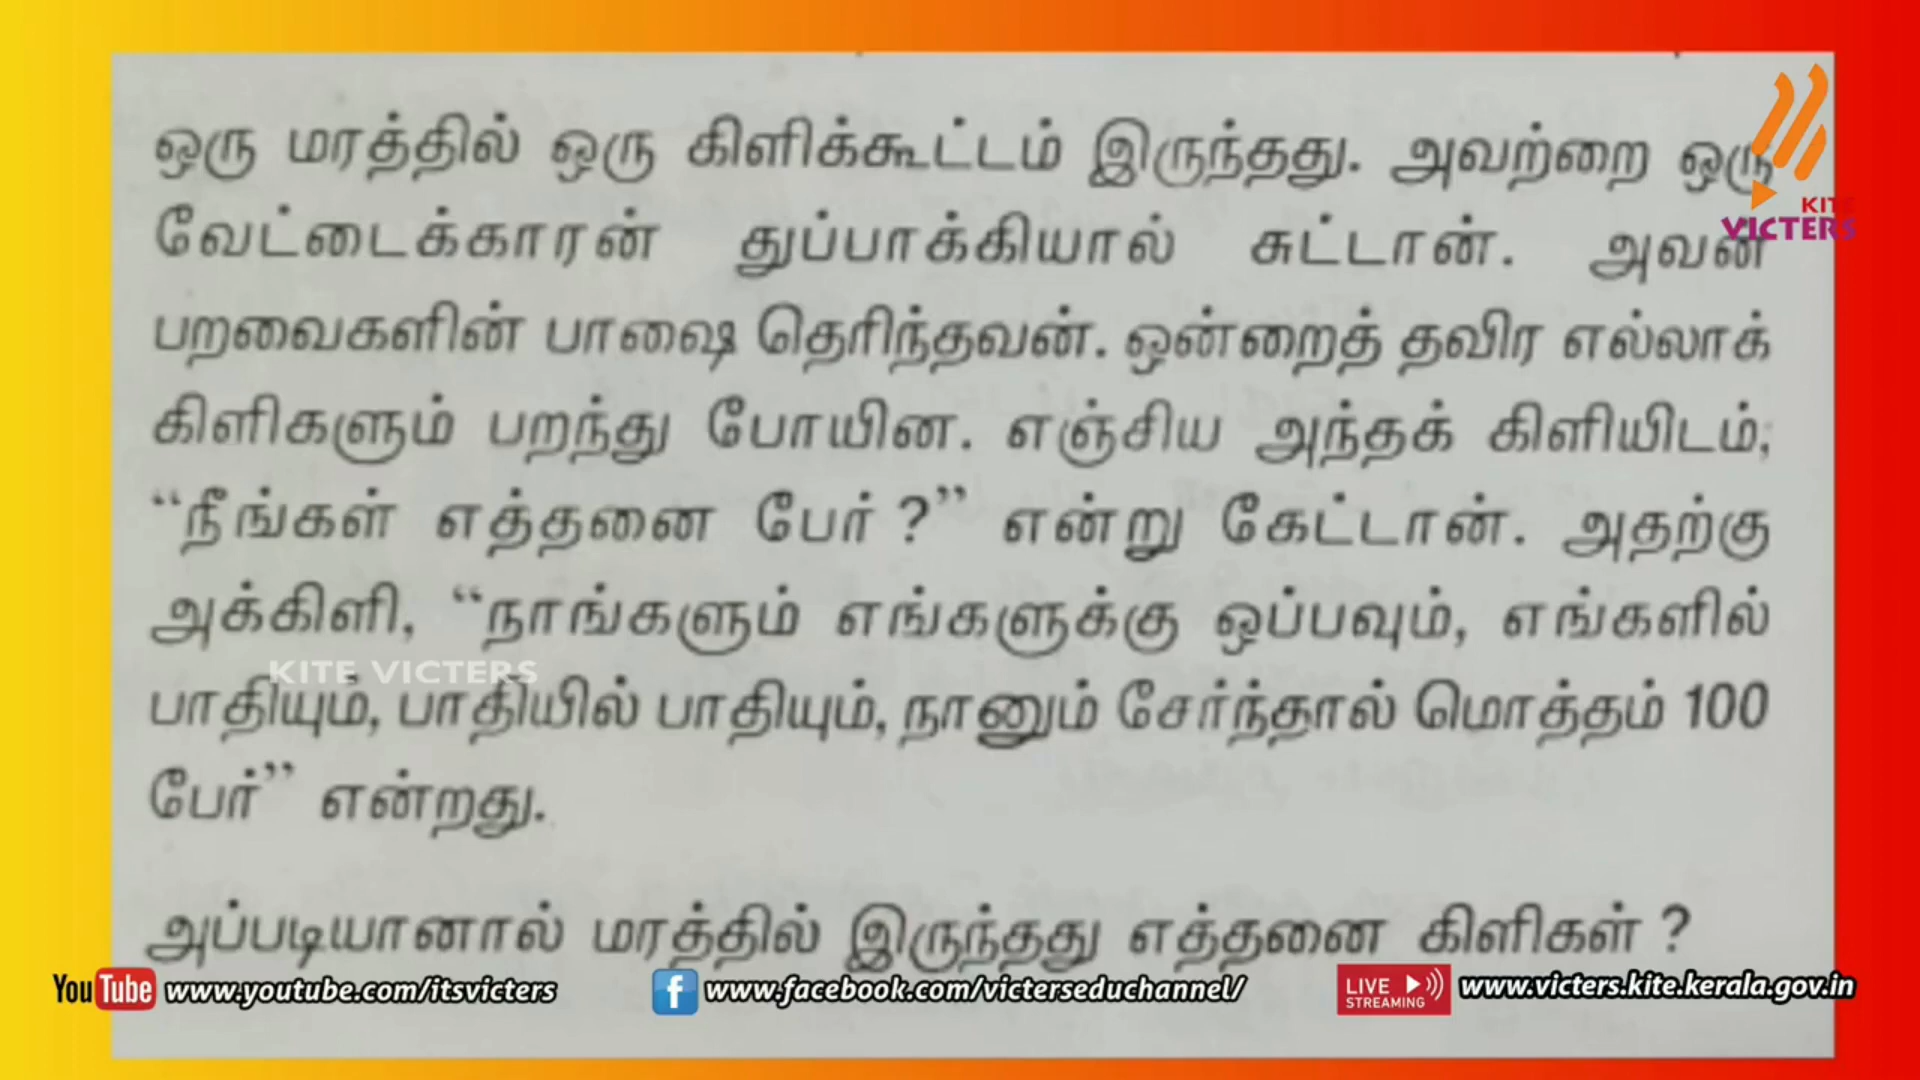 ஒரு மரத்தில் ஒரு கிளிக்கூட்டம் இருந்தது. அவற்றை ஒரு
வேட்டைக்காரன் துப்பாக்கியால் சுட்டான். அவன்
பறவைகளின் பாஷை தெரிந்தவன். ஒன்றைத் தவிர எல்லாக்
கிளிகளும் பறந்து போயின. எஞ்சிய அந்தக் கிளியிடம்,
“நீங்கள் எத்தனை பேர் ?” என்று கேட்டான். அதற்கு
அக்கிளி, “நாங்களும் எங்களுக்கு ஒப்பவும், எங்களில்
பாதியும், பாதியில் பாதியும், நானும் சேர்ந்தால் மொத்தம் 100
பேர்” என்றது.
அப்படியானால் மரத்தில் இருந்தது எத்தனை கிளிகள் ?
KITE
VICTERS
KITE VICTERS
YouTube www.youtube.com/itsvicters
f www.facebook.com/victerseduchannel/
LIVE STREAMING www.victers.kite.kerala.gov.in